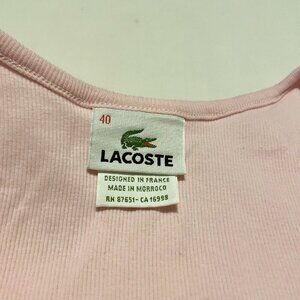 40
LACOSTE
DESIGNED IN FRANCE
MADE IN MOROCCO
RN 87651-CA 16998